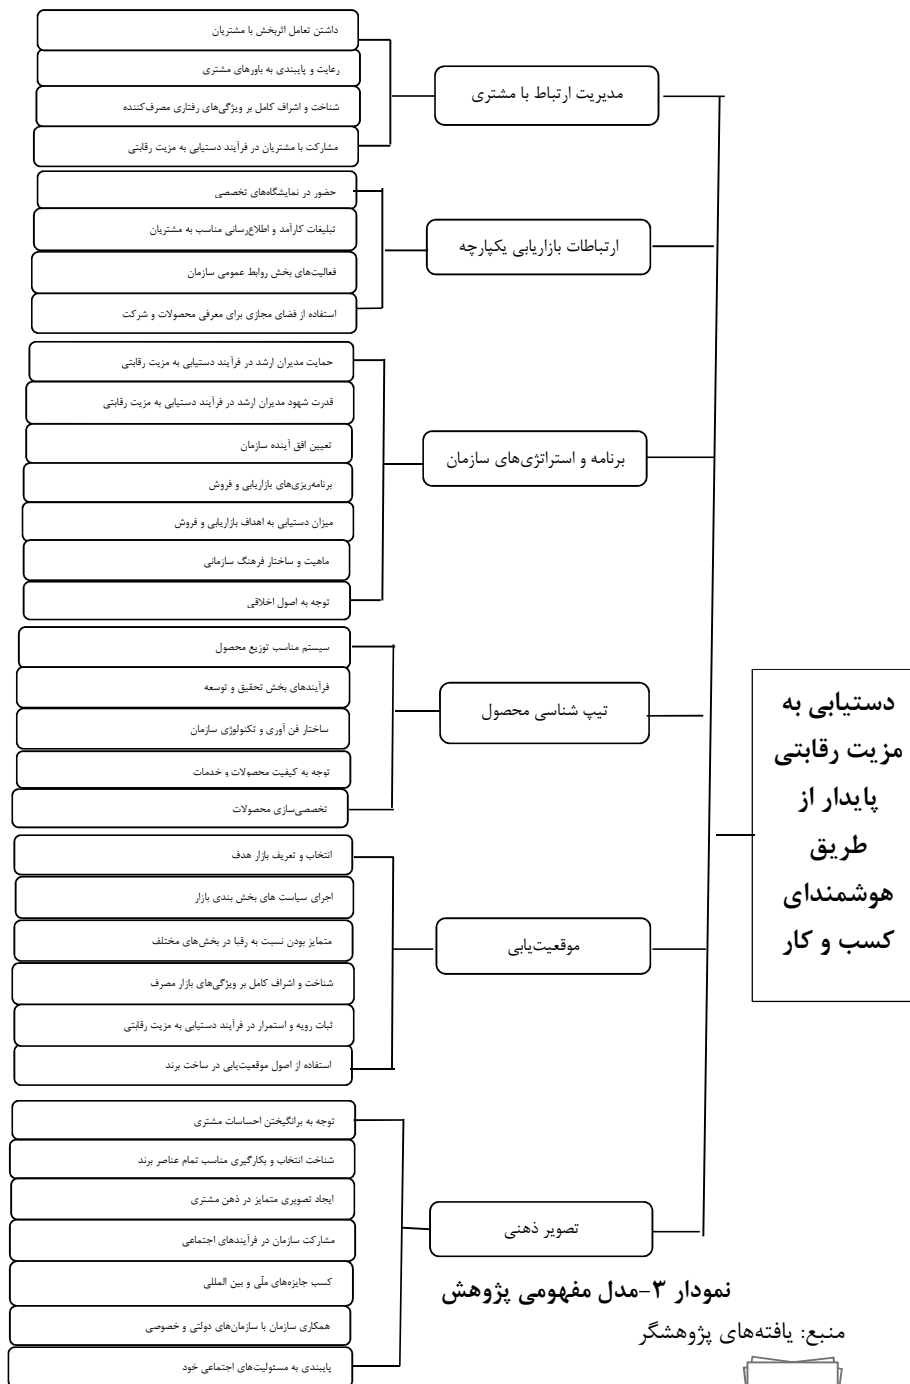 دستیابی به
مزیت رقابتی
پایدار از
طریق
هوشمندای
کسب و کار
مدیریت ارتباط با مشتری
داشتن تعامل اثربخش با مشتریان
رعایت و پایبندی به باورهای مشتری
شناخت و اشراف کامل بر ویژگی‌های رفتاری مصرف‌کننده
مشارکت با مشتریان در فرآیند دستیابی به مزیت رقابتی
ارتباطات بازاریابی یکپارچه
حضور در نمایشگاه‌های تخصصی
تبلیغات کارآمد و اطلاع‌رسانی مناسب به مشتریان
فعالیت‌های بخش روابط عمومی سازمان
استفاده از فضای مجازی برای معرفی محصولات و شرکت
برنامه و استراتژی‌های سازمان
حمایت مدیران ارشد در فرآیند دستیابی به مزیت رقابتی
قدرت شهود مدیران ارشد در فرآیند دستیابی به مزیت رقابتی
تعیین افق آینده سازمان
برنامه‌ریزی‌های بازاریابی و فروش
میزان دستیابی به اهداف بازاریابی و فروش
ماهیت و ساختار فرهنگ سازمانی
توجه به اصول اخلاقی
تیپ شناسی محصول
سیستم مناسب توزیع محصول
فرآیندهای بخش تحقیق و توسعه
ساختار فن آوری و تکنولوژی سازمان
توجه به کیفیت محصولات و خدمات
تخصصی‌سازی محصولات
موقعیت‌یابی
انتخاب و تعریف بازار هدف
اجرای سیاست های بخش بندی بازار
متمایز بودن نسبت به رقبا در بخش‌های مختلف
شناخت و اشراف کامل بر ویژگی‌های بازار مصرف
ثبات رویه و استمرار در فرآیند دستیابی به مزیت رقابتی
استفاده از اصول موقعیت‌یابی در ساخت برند
تصویر ذهنی
توجه به برانگیختن احساسات مشتری
شناخت انتخاب و بکارگیری مناسب تمام عناصر برند
ایجاد تصویری متمایز در ذهن مشتری
مشارکت سازمان در فرآیندهای اجتماعی
کسب جایزه‌های ملّی و بین المللی
همکاری سازمان با سازمان‌های دولتی و خصوصی
پایبندی به مسئولیت‌های اجتماعی خود
نمودار ۳-مدل مفهومی پژوهش
منبع: یافته‌های پژوهشگر